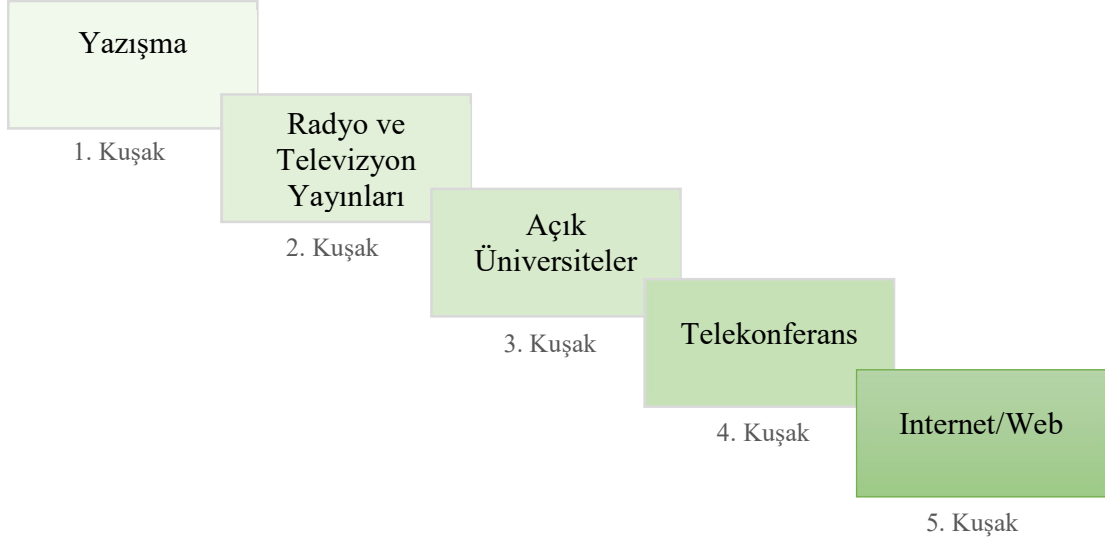 Yazışma
1. Kuşak
Radyo ve
Televizyon
Yayınları
2. Kuşak
Açık
Üniversiteler
3. Kuşak
Telekonferans
4. Kuşak
Internet/Web
5. Kuşak